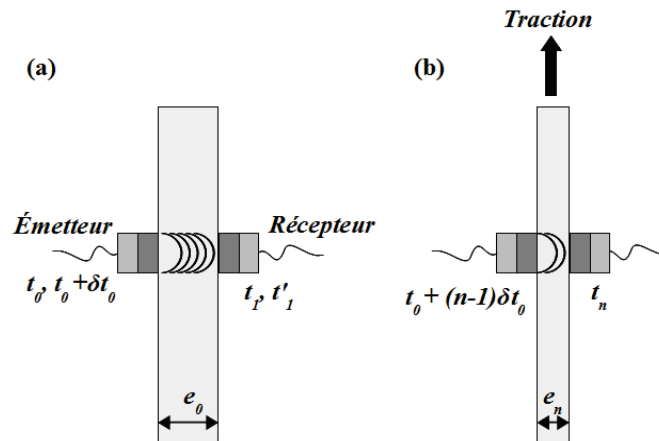 Traction
(a)
(b)
Émetteur
Récepteur
t₀, t₀ +δt₀
t₁, t'₁
t₀ + (n-1)δt₀
tₙ
e₀
eₙ